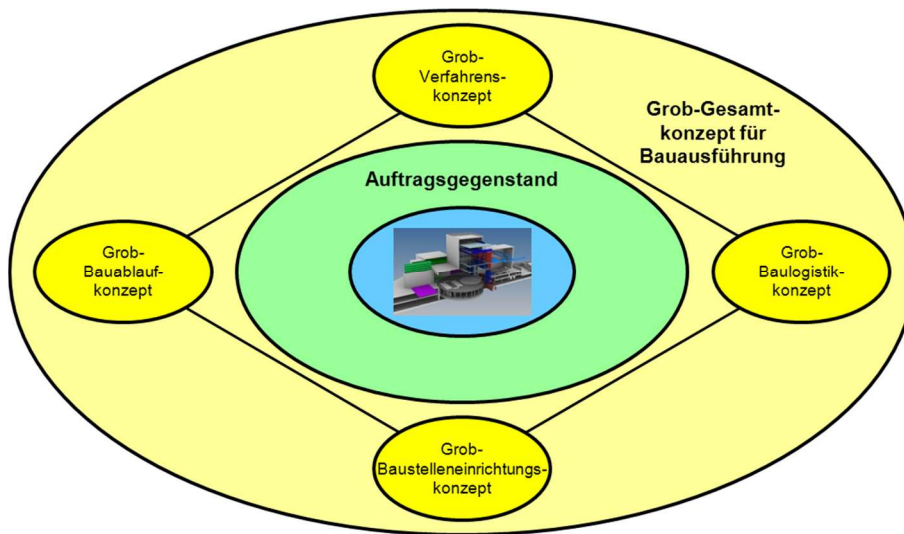 Grob-
Verfahrens-
konzept
Grob-Gesamt-
konzept für
Bauausführung
Auftragsgegenstand
Grob-
Bauablauf-
konzept
Grob-
Baulogistik-
konzept
Grob-
Baustelleneinrichtungs-
konzept